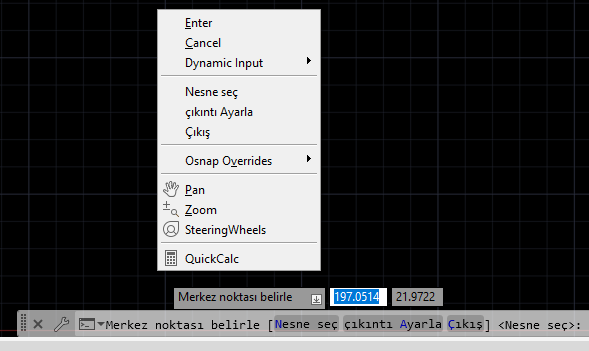 Enter
Cancel
Dynamic Input
Nesne seç
çıkıntı Ayarla
Çıkış
Osnap Overrides
Pan
Zoom
SteeringWheels
QuickCalc
Merkez noktası belirle 197.0514 21.9722
Merkez noktası belirle [Nesne seç çıkıntı Ayarla Çıkış] <Nesne seç>: